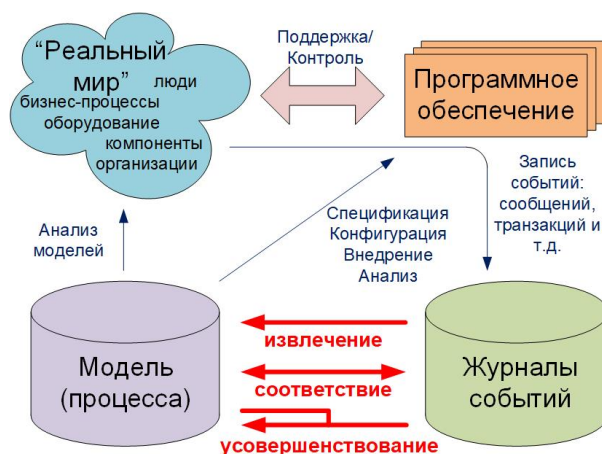 “Реальный
мир” люди
бизнес-процессы
оборудование
компоненты
организации
Поддержка/
Контроль
Программное
обеспечение
Анализ
моделей
Спецификация
Конфигурация
Внедрение
Анализ
Запись
событий:
сообщений,
транзакций и
т.д.
Модель
(процесса)
извлечение
соответствие
усовершенствование
Журналы
событий